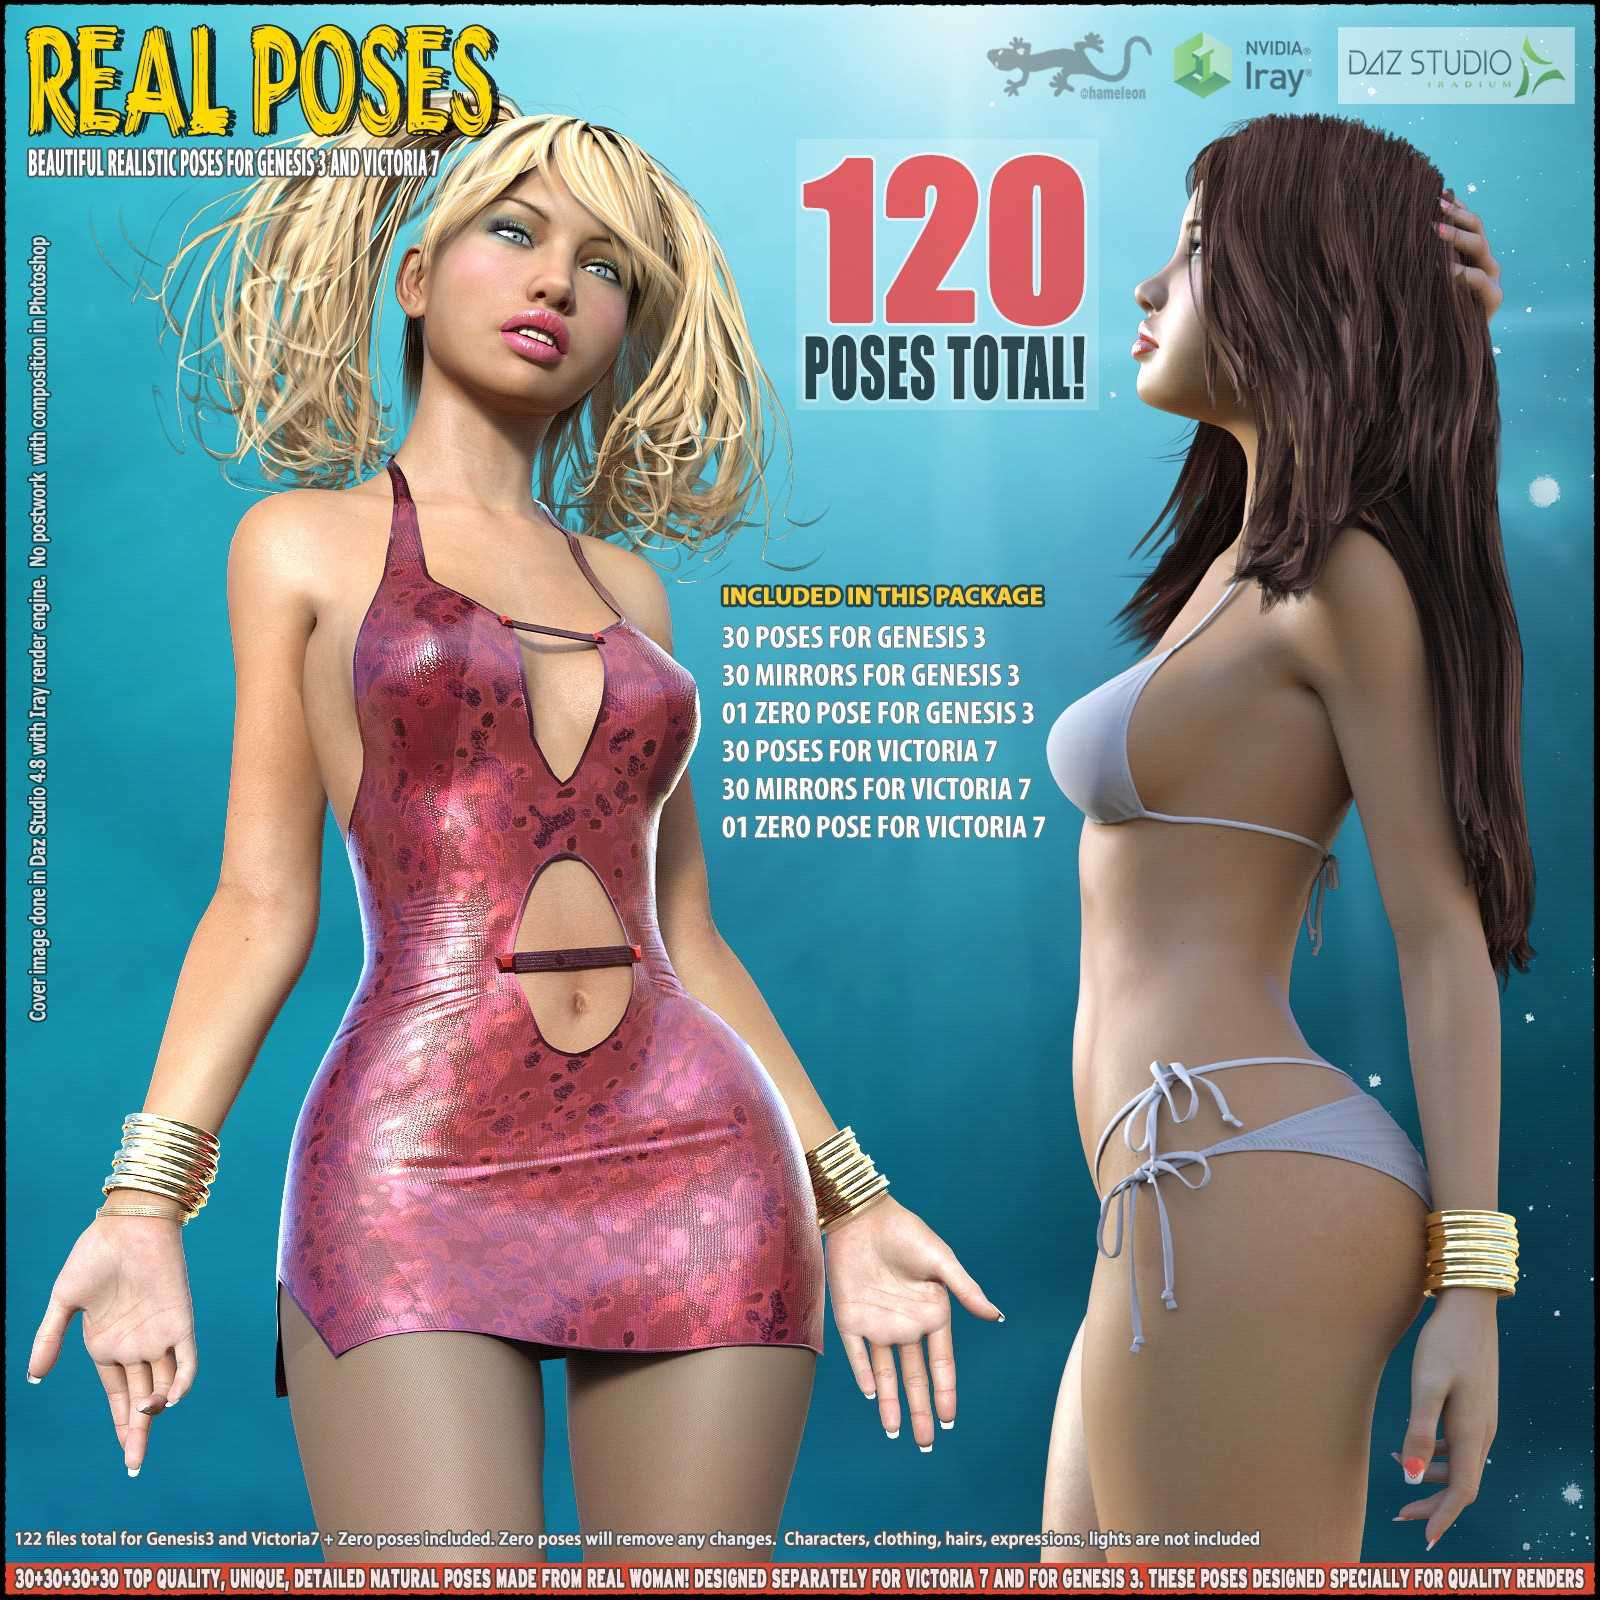 REAL POSES
BEAUTIFUL REALISTIC POSES FOR GENESIS 3 AND VICTORIA 7
©hameleon
NVIDIA®
Iray®
DAZ STUDIO
IRADIUM
120
POSES TOTAL!
Cover image done in Daz Studio 4.8 with Iray render engine. No postwork with composition in Photoshop
INCLUDED IN THIS PACKAGE
30 POSES FOR GENESIS 3
30 MIRRORS FOR GENESIS 3
01 ZERO POSE FOR GENESIS 3
30 POSES FOR VICTORIA 7
30 MIRRORS FOR VICTORIA 7
01 ZERO POSE FOR VICTORIA 7
122 files total for Genesis3 and Victoria7 + Zero poses included. Zero poses will remove any changes. Characters, clothing, hairs, expressions, lights are not included
30+30+30+30 TOP QUALITY, UNIQUE, DETAILED NATURAL POSES MADE FROM REAL WOMAN! DESIGNED SEPARATELY FOR VICTORIA 7 AND FOR GENESIS 3. THESE POSES DESIGNED SPECIALLY FOR QUALITY RENDERS